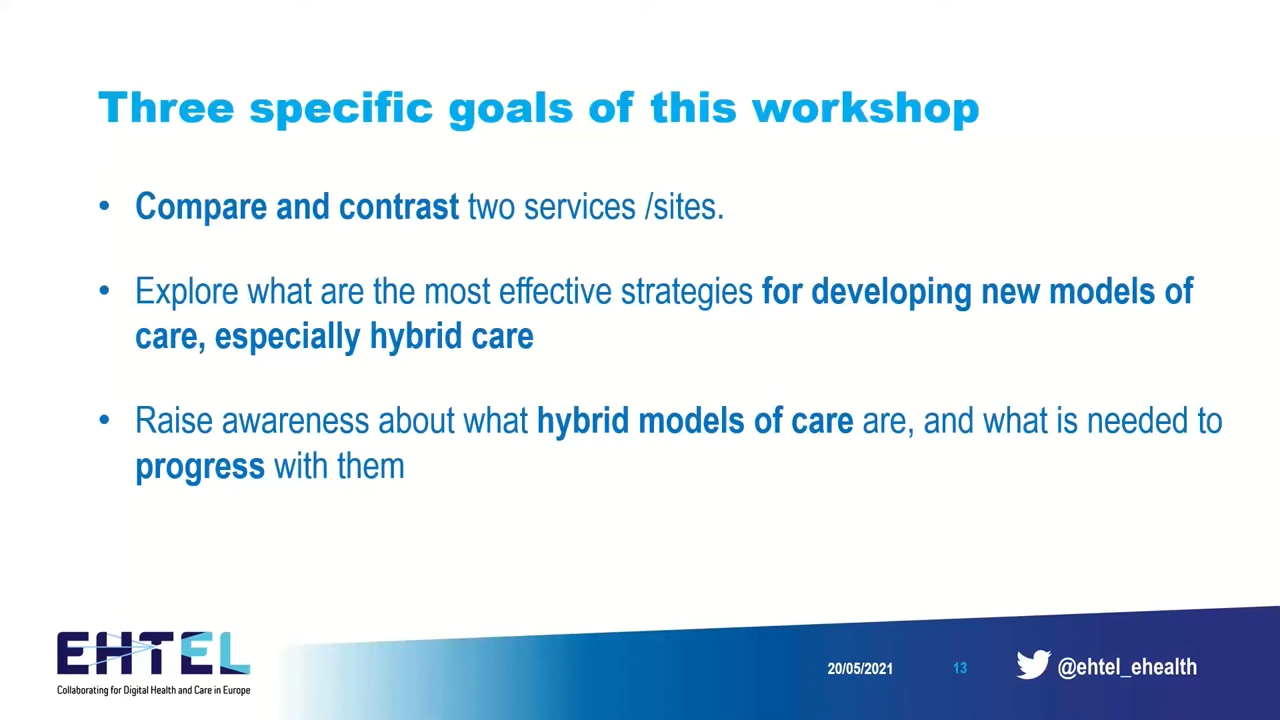 Three specific goals of this workshop
• Compare and contrast two services /sites.
• Explore what are the most effective strategies for developing new models of
care, especially hybrid care
• Raise awareness about what hybrid models of care are, and what is needed to
progress with them
EHTEL
Collaborating for Digital Health and Care in Europe
20/05/2021
13
@ehtel_ehealth